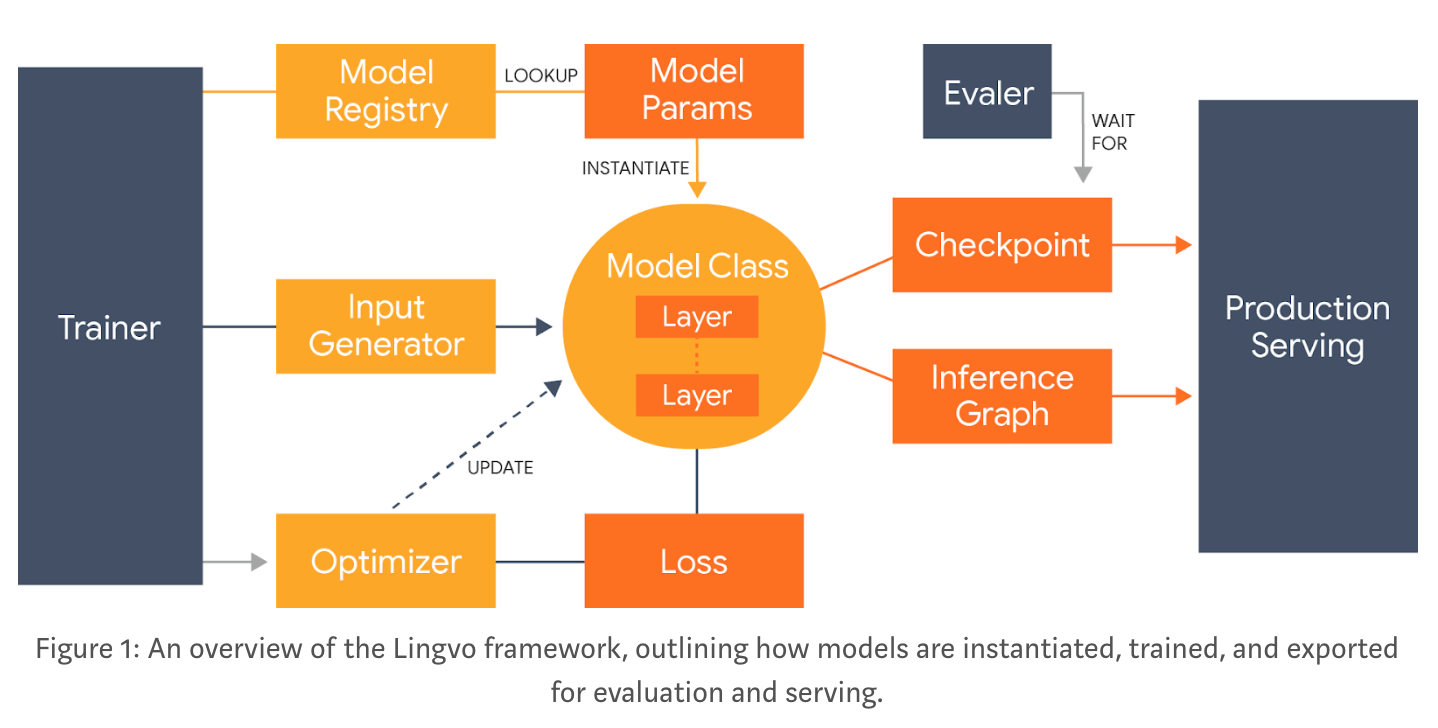 Model
Registry
LOOKUP
Model
Params
Evaler
WAIT
FOR
INSTANTIATE
Trainer
Input
Generator
Model Class
Layer
Layer
Checkpoint
Inference
Graph
Production
Serving
UPDATE
Optimizer
Loss
Figure 1: An overview of the Lingvo framework, outlining how models are instantiated, trained, and exported
for evaluation and serving.